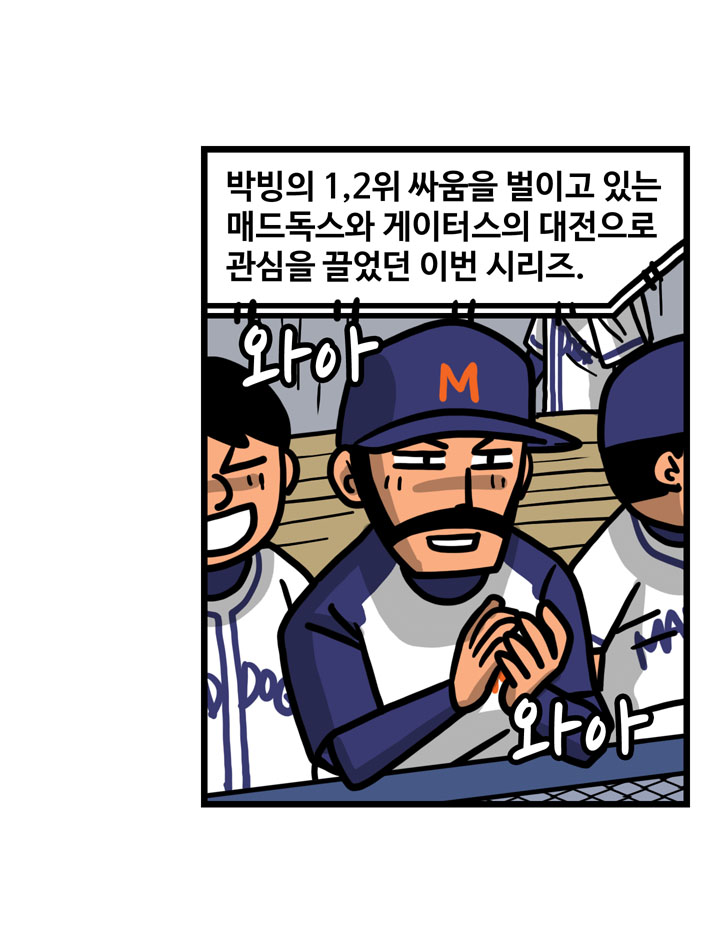 박빙의 1,2위 싸움을 벌이고 있는
매드독스와 게이터스의 대전으로
관심을 끌었던 이번 시리즈.
와아
M
DOG
MA
와아